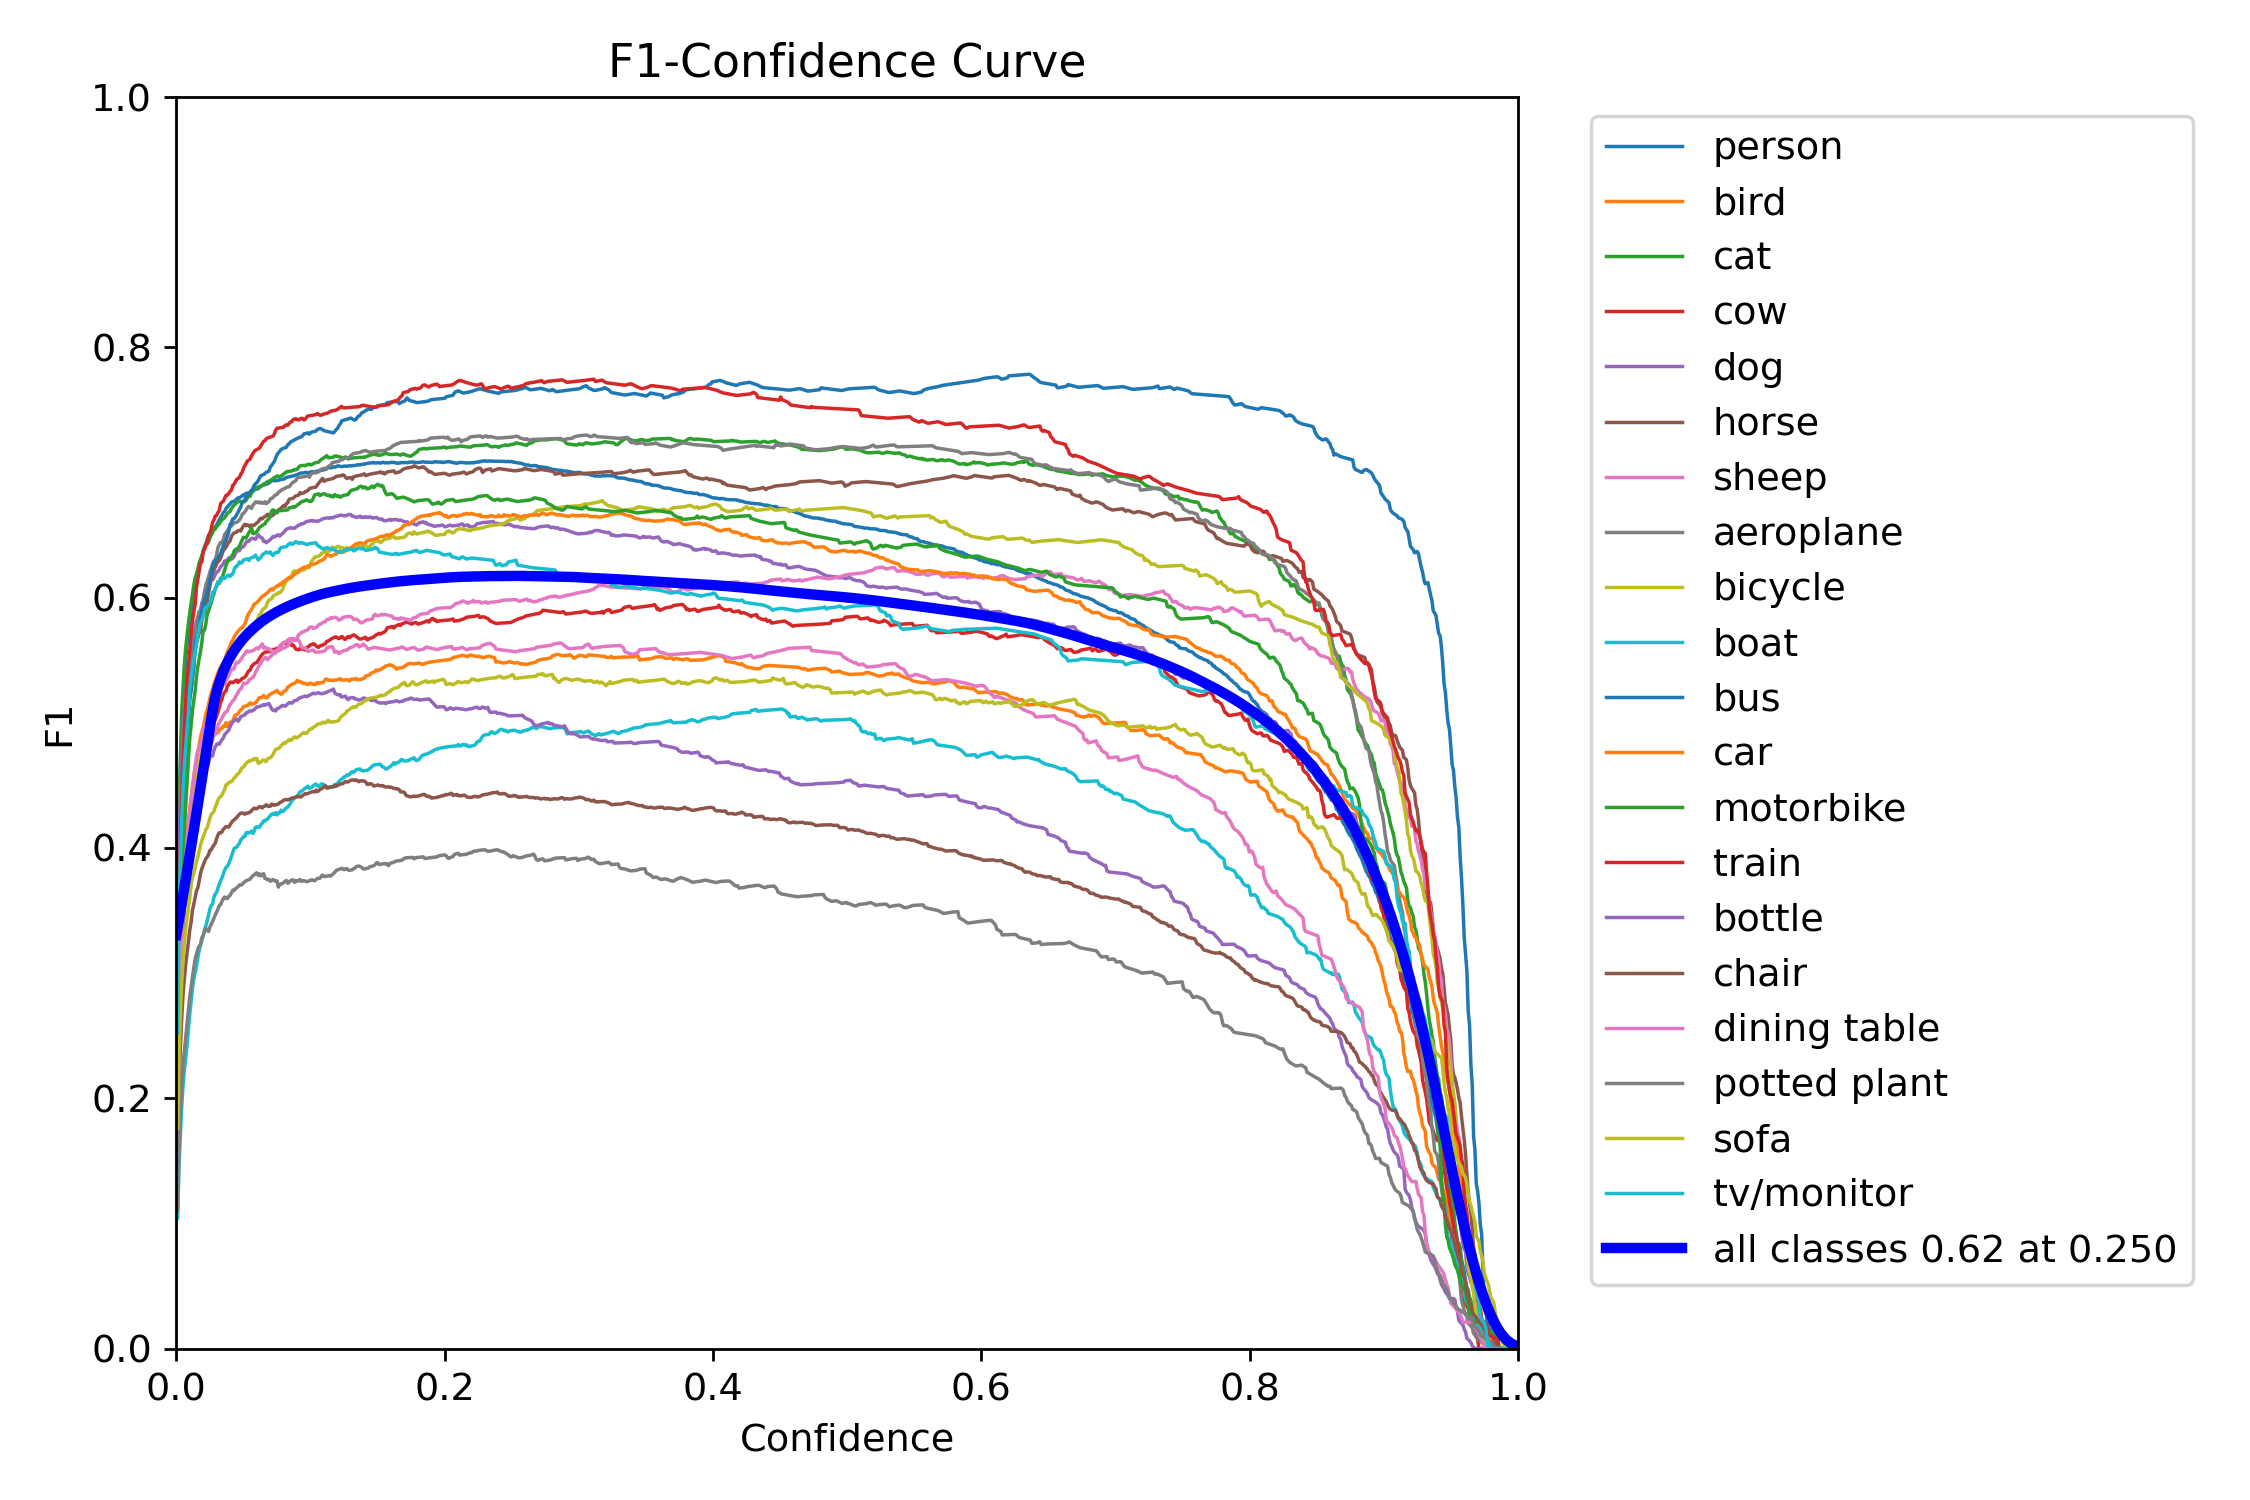 F1-Confidence Curve
1.0
0.8
0.6
0.4
0.2
0.0
F1
0.0 0.2 0.4 0.6 0.8 1.0
Confidence
person
bird
cat
cow
dog
horse
sheep
aeroplane
bicycle
boat
bus
car
motorbike
train
bottle
chair
dining table
potted plant
sofa
tv/monitor
all classes 0.62 at 0.250